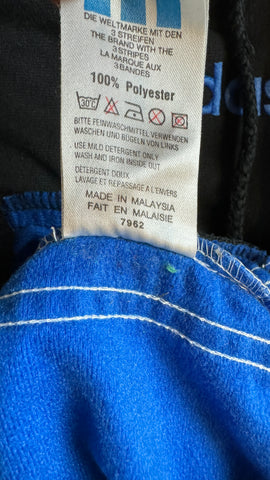 DIE WELTMARKE MIT DEN
3 STREIFEN
THE BRAND WITH THE
3 STRIPES
LA MARQUE AUX
3 BANDES
100% Polyester
30°C
BITTE FEINWASCHMITTEL VERWENDEN
WASCHEN UND BÜGELN VON LINKS
USE MILD DETERGENT ONLY
WASH AND IRON INSIDE OUT
DÉTERGENT DOUX
LAVAGE ET REPASSAGE A L'ENVERS
MADE IN MALAYSIA
FAIT EN MALAISIE
7962
das